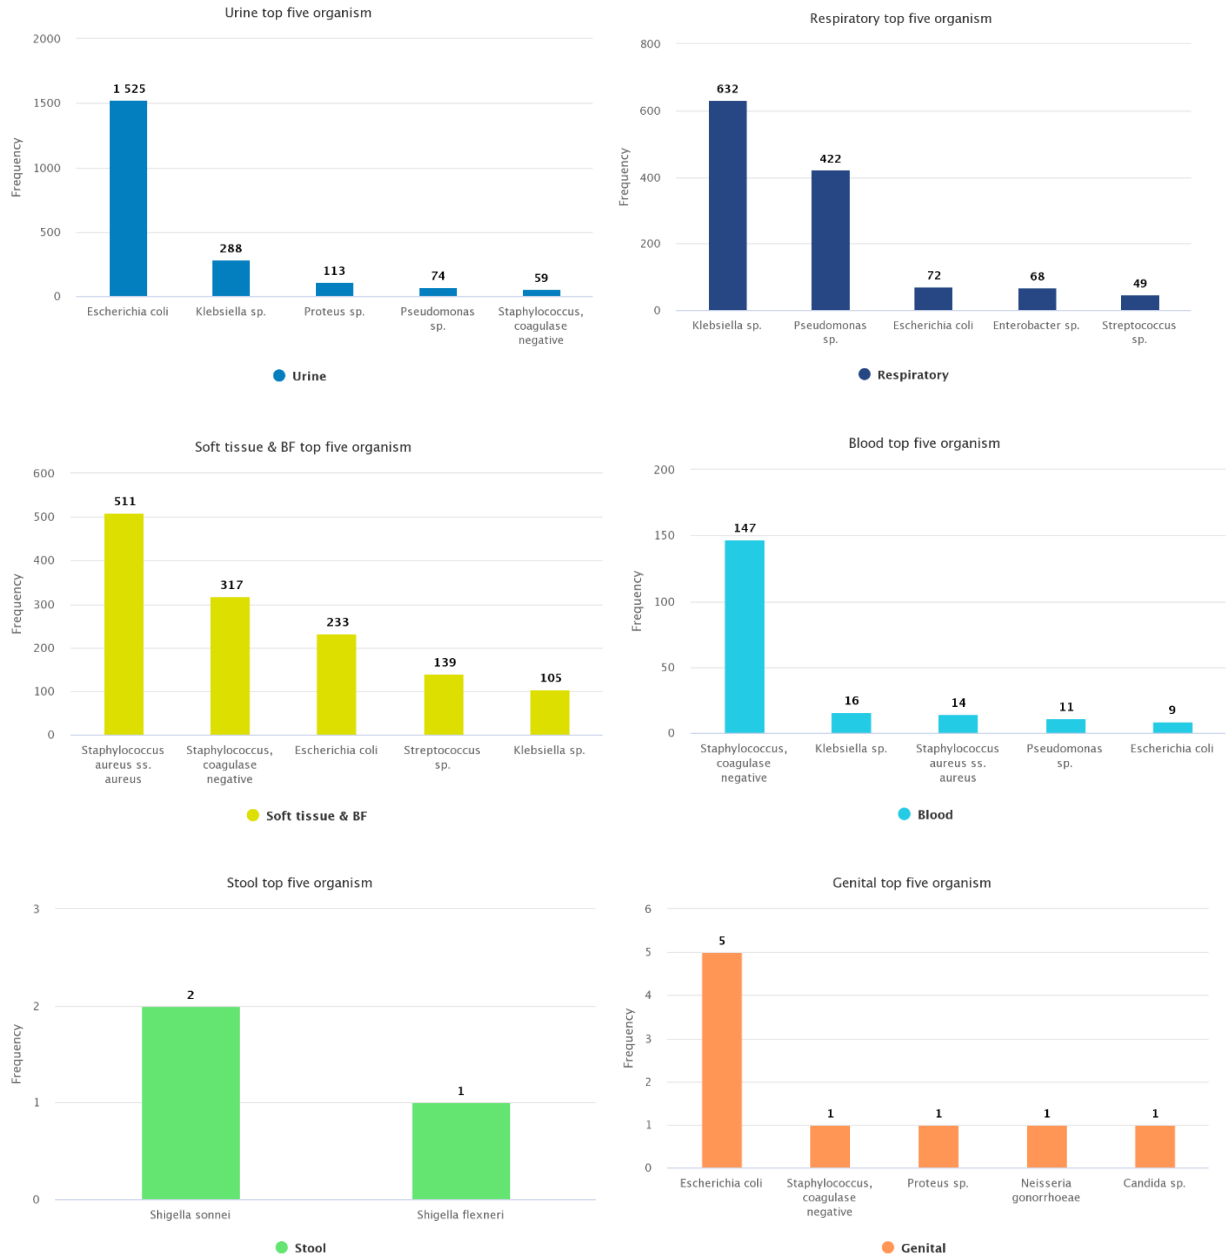 Urine top five organism
2000
1500
1000
500
0
Frequency
1 525
288
113
74
59
Escherichia coli
Klebsiella sp.
Proteus sp.
Pseudomonas
sp.
Staphylococcus,
coagulase
negative
Urine
Respiratory top five organism
800
600
400
200
0
Frequency
632
422
72
68
49
Klebsiella sp.
Pseudomonas
sp.
Escherichia coli
Enterobacter sp.
Streptococcus
sp.
Respiratory
Soft tissue & BF top five organism
600
500
400
300
200
100
0
Frequency
511
317
233
139
105
Staphylococcus
aureus ss.
aureus
Staphylococcus,
coagulase
negative
Escherichia coli
Streptococcus
sp.
Klebsiella sp.
Soft tissue & BF
Blood top five organism
200
150
100
50
0
Frequency
147
16
14
11
9
Staphylococcus,
coagulase
negative
Klebsiella sp.
Staphylococcus
aureus ss.
aureus
Pseudomonas
sp.
Escherichia coli
Blood
Stool top five organism
3
2
1
0
Frequency
2
1
Shigella sonnei
Shigella flexneri
Stool
Genital top five organism
6
5
4
3
2
1
0
Frequency
5
1
1
1
1
Escherichia coli
Staphylococcus,
coagulase
negative
Proteus sp.
Neisseria
gonorrhoeae
Candida sp.
Genital